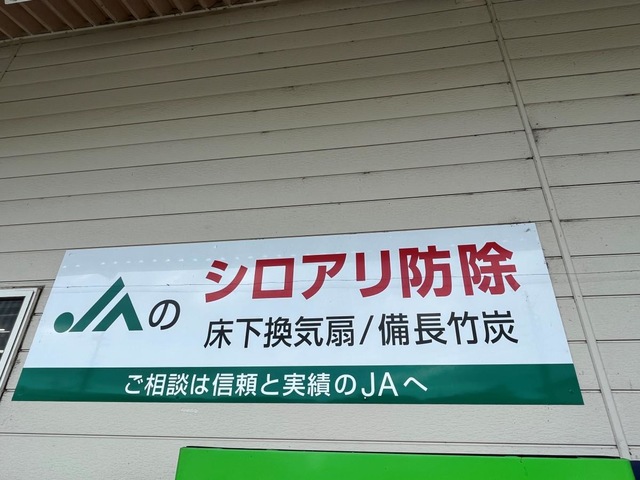 JAの
シロアリ防除
床下換気扇/備長竹炭
ご相談は信頼と実績のJAへ